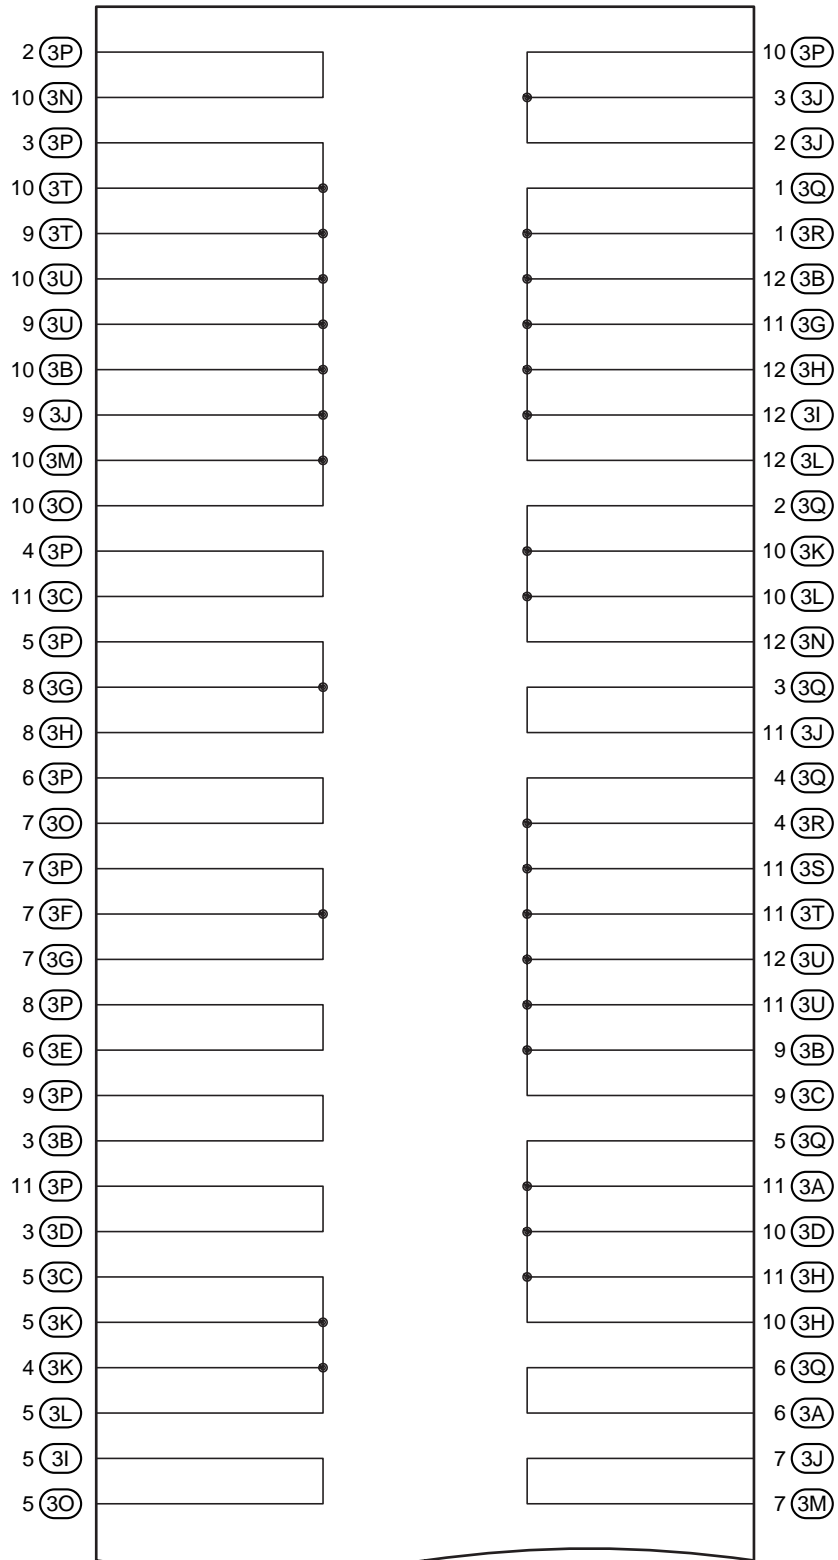 2 3P
10 3N
3 3P
10 3T
9 3T
10 3U
9 3U
10 3B
9 3J
10 3M
10 3O
4 3P
11 3C
5 3P
8 3G
8 3H
6 3P
7 3O
7 3P
7 3F
7 3G
8 3P
6 3E
9 3P
3 3B
11 3P
3 3D
5 3C
5 3K
4 3K
5 3L
5 3I
5 3O
10 3P
3 3J
2 3J
1 3Q
1 3R
12 3B
11 3G
12 3H
12 3I
12 3L
2 3Q
10 3K
10 3L
12 3N
3 3Q
11 3J
4 3Q
4 3R
11 3S
11 3T
12 3U
11 3U
9 3B
9 3C
5 3Q
11 3A
10 3D
11 3H
10 3H
6 3Q
6 3A
7 3J
7 3M